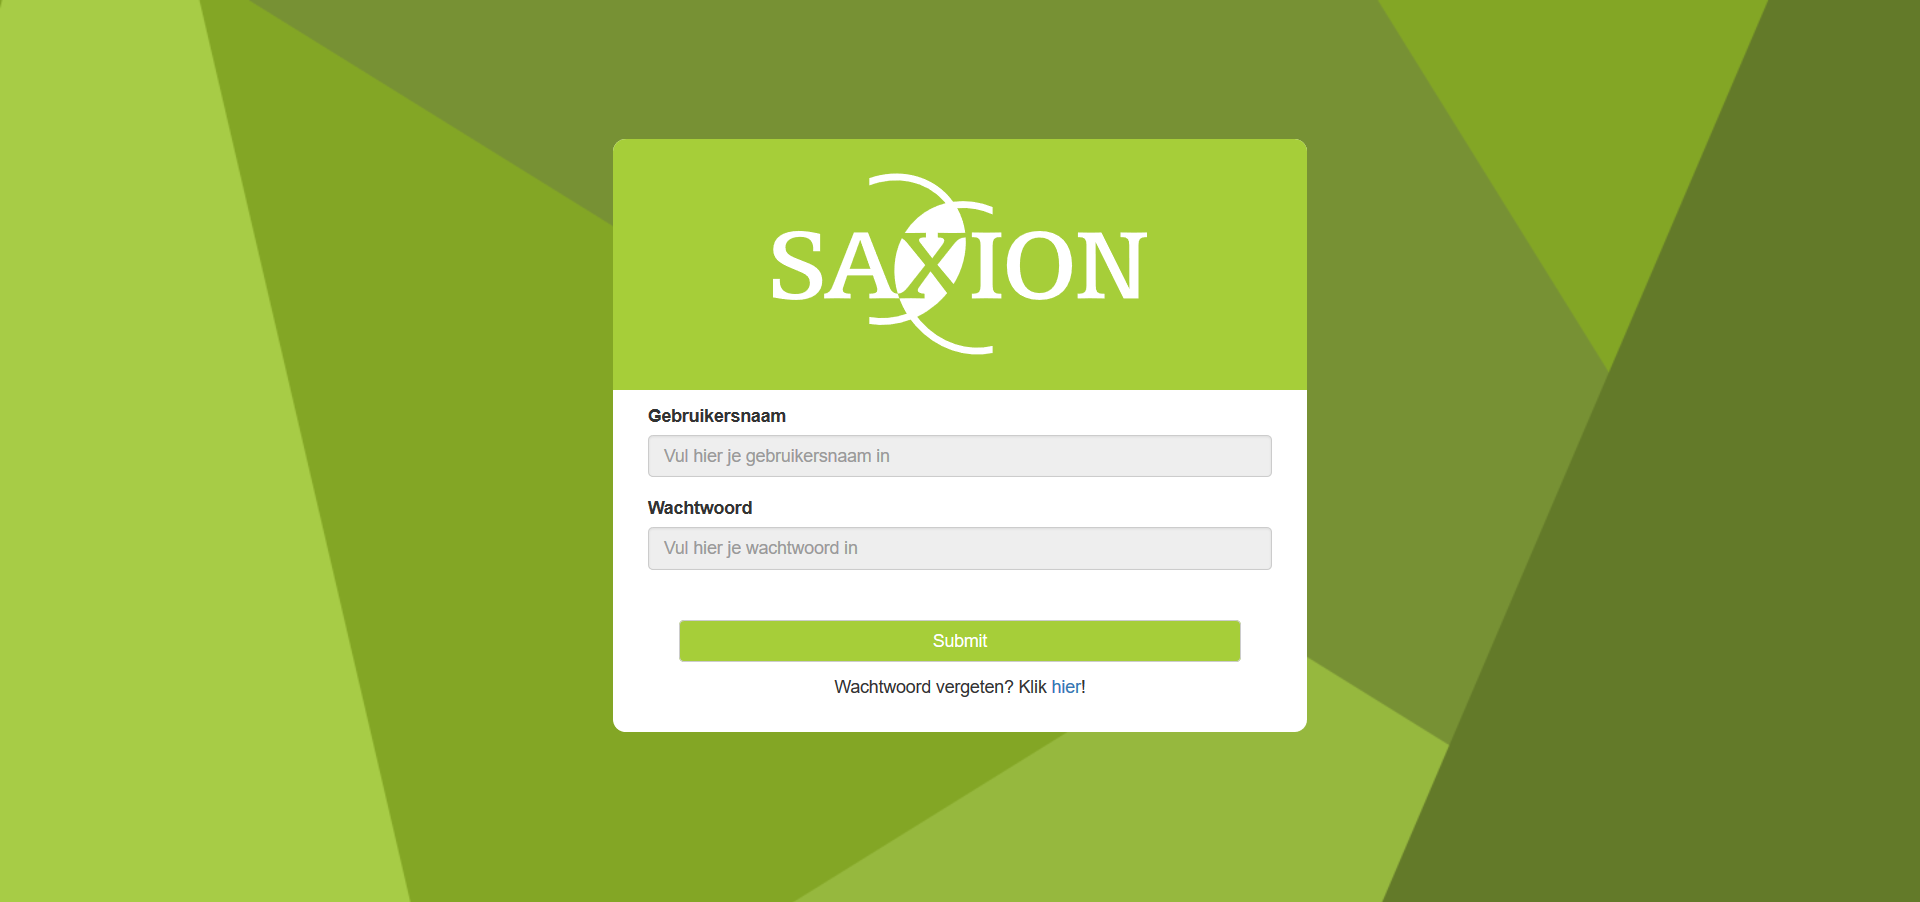 SAXION
Gebruikersnaam
Vul hier je gebruikersnaam in
Wachtwoord
Vul hier je wachtwoord in
Submit
Wachtwoord vergeten? Klik hier!